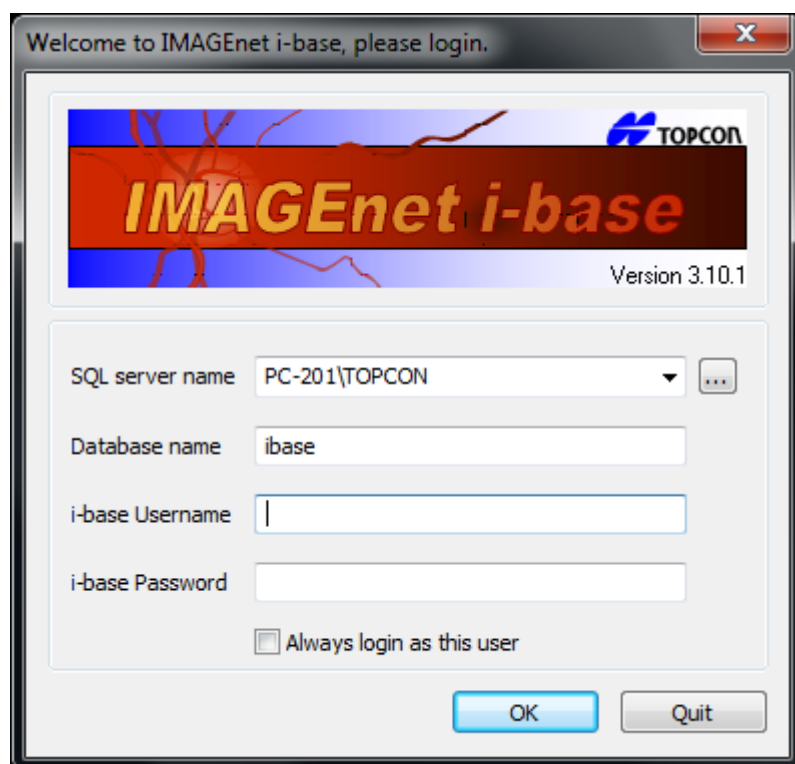 Welcome to IMAGEnet i-base, please login.
TOPCON
IMAGEnet i-base
Version 3.10.1
SQL server name PC-201\TOPCON ...
Database name ibase
i-base Username
i-base Password
Always login as this user
OK Quit